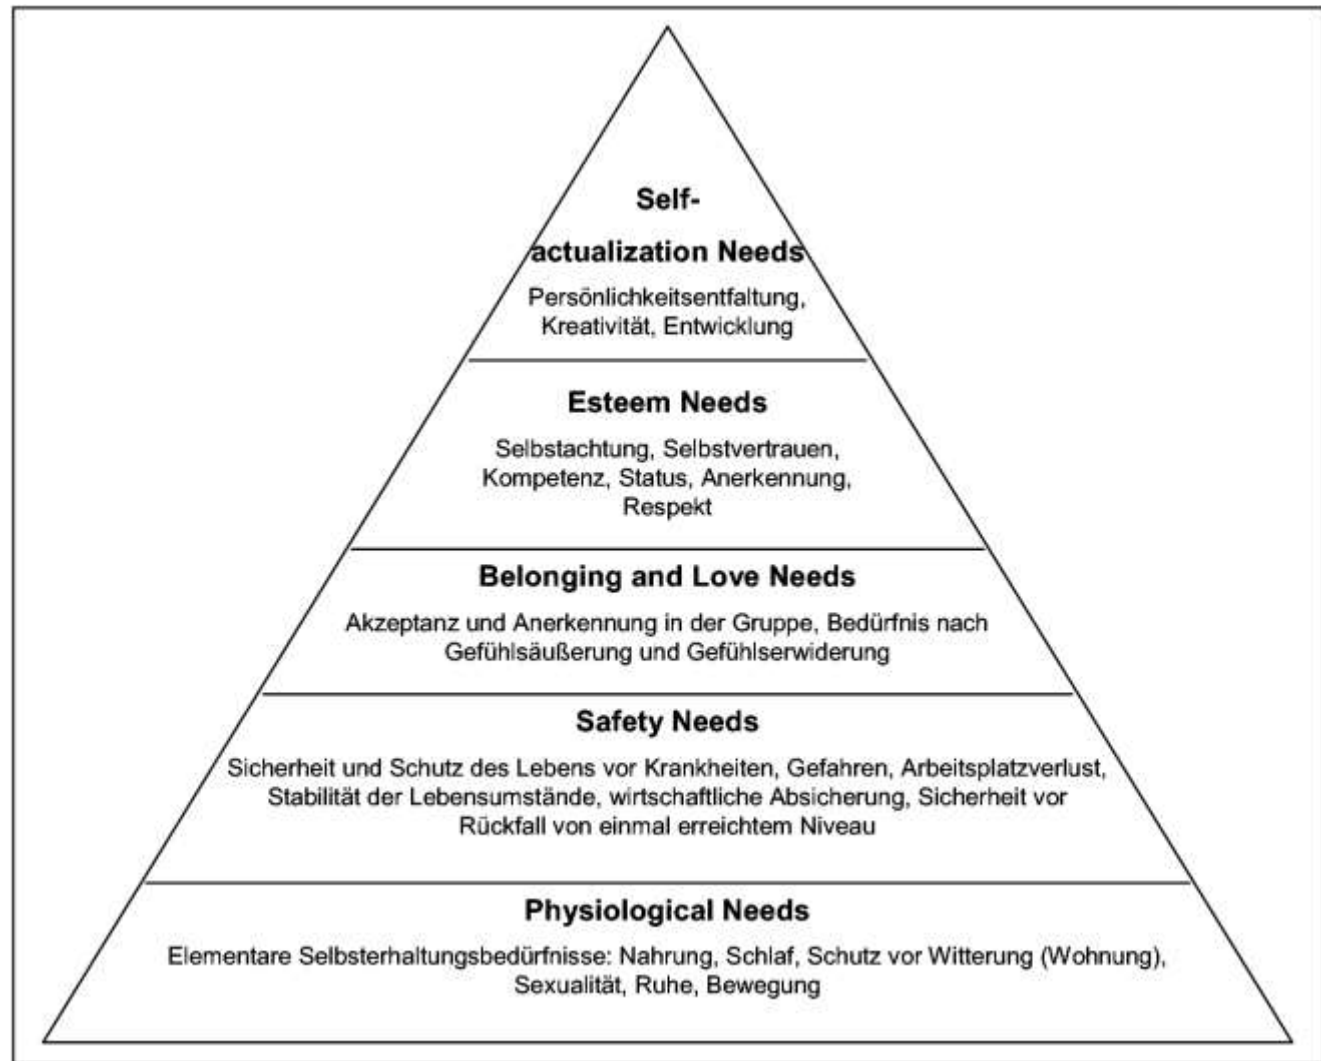 Self-
actualization Needs
Persönlichkeitsentfaltung,
Kreativität, Entwicklung
Esteem Needs
Selbstachtung, Selbstvertrauen,
Kompetenz, Status, Anerkennung,
Respekt
Belonging and Love Needs
Akzeptanz und Anerkennung in der Gruppe, Bedürfnis nach
Gefühlsäußerung und Gefühlserwiderung
Safety Needs
Sicherheit und Schutz des Lebens vor Krankheiten, Gefahren, Arbeitsplatzverlust,
Stabilität der Lebensumstände, wirtschaftliche Absicherung, Sicherheit vor
Rückfall von einmal erreichtem Niveau
Physiological Needs
Elementare Selbsterhaltungsbedürfnisse: Nahrung, Schlaf, Schutz vor Witterung (Wohnung),
Sexualität, Ruhe, Bewegung